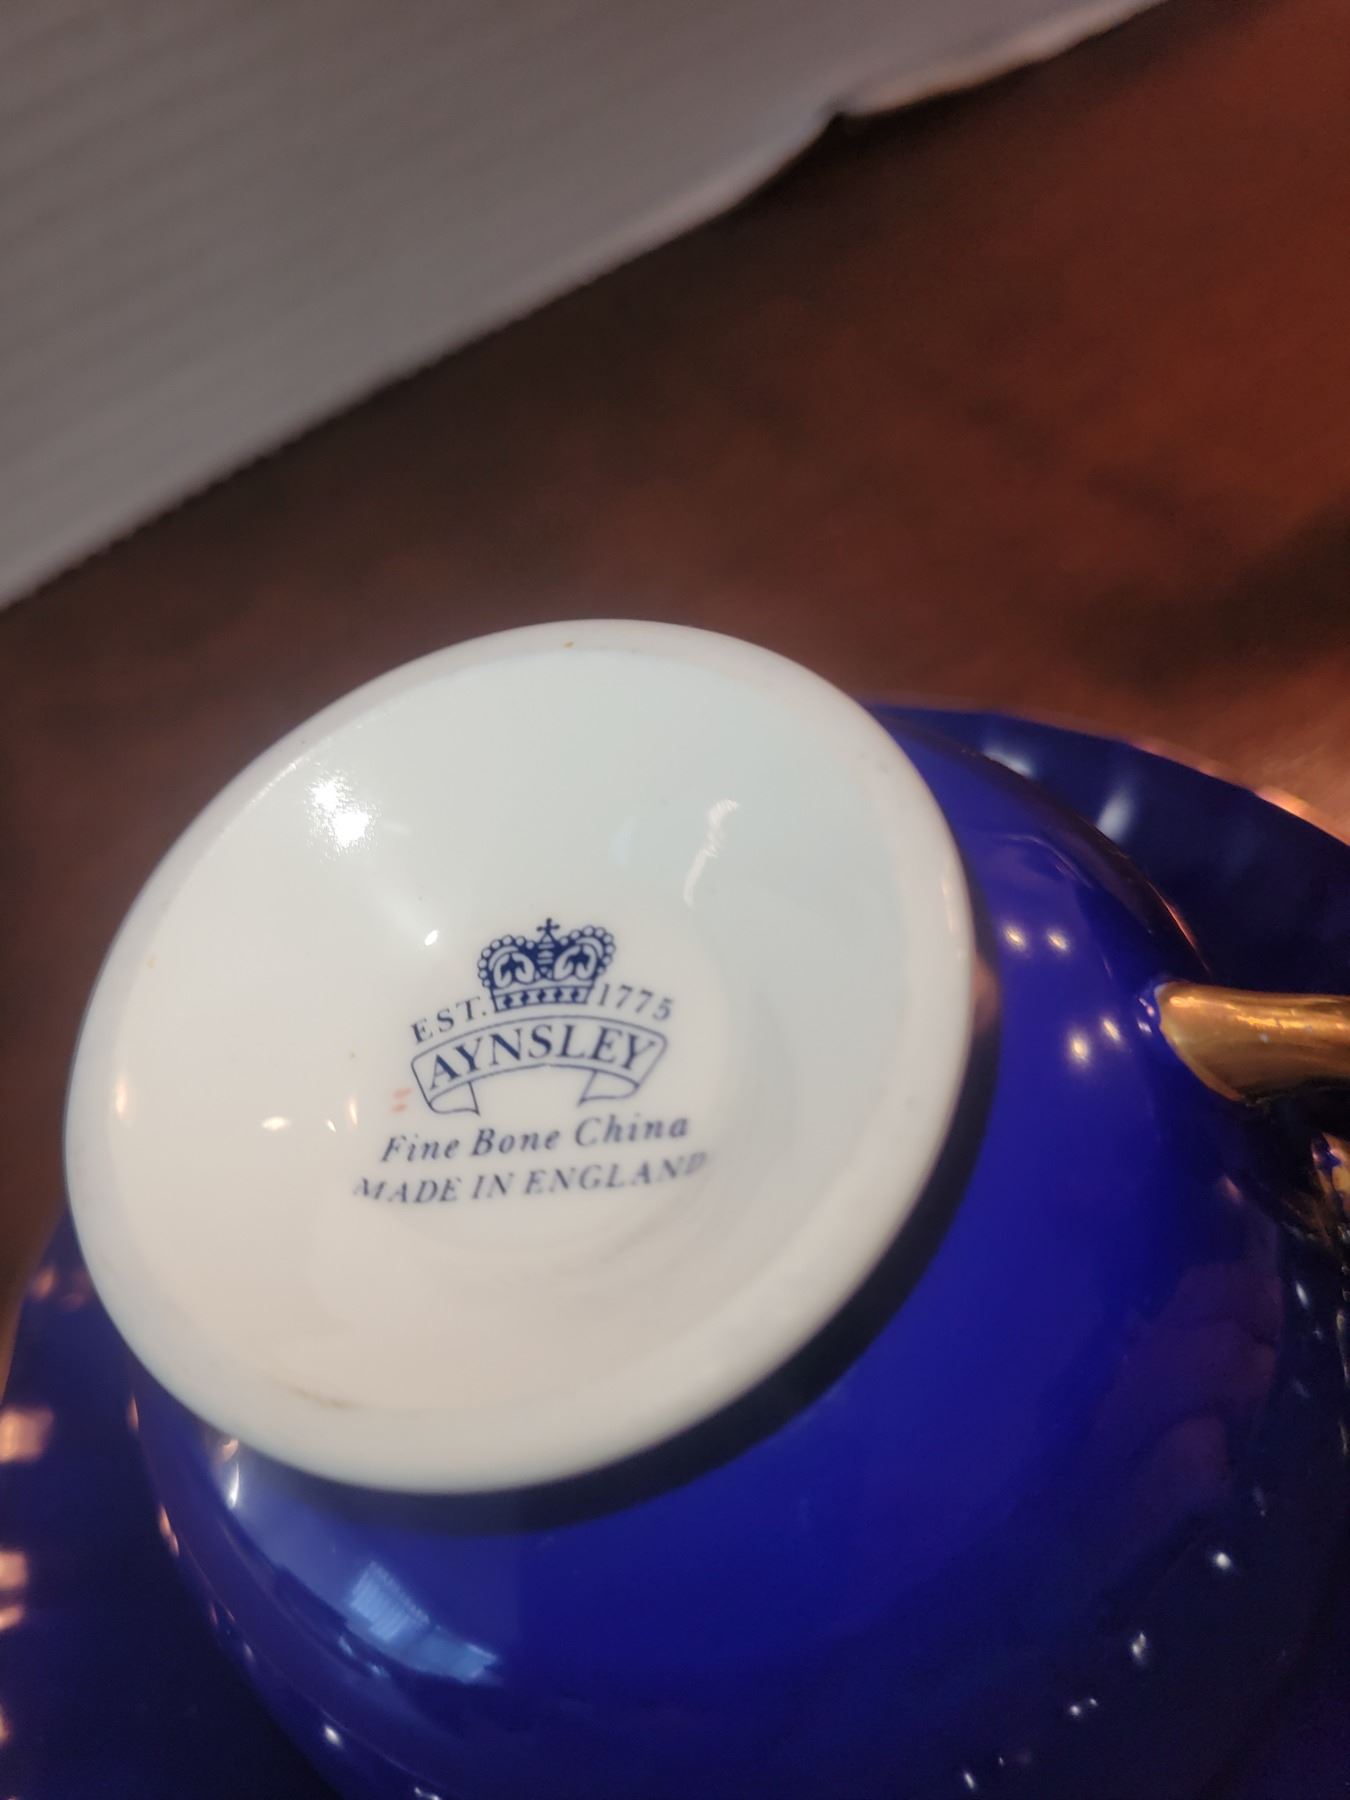 EST. 1775
AYNSLEY
Fine Bone China
MADE IN ENGLAND